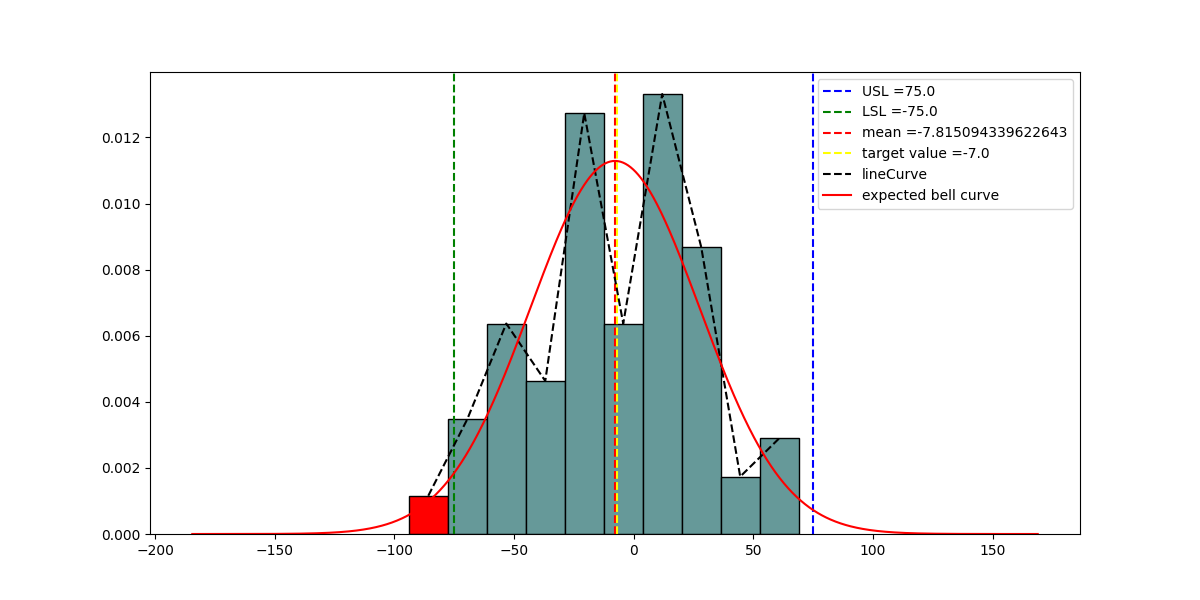 USL =75.0
LSL =-75.0
mean =-7.815094339622643
target value =-7.0
lineCurve
expected bell curve
0.012
0.010
0.008
0.006
0.004
0.002
0.000
−200 −150 −100 −50 0 50 100 150